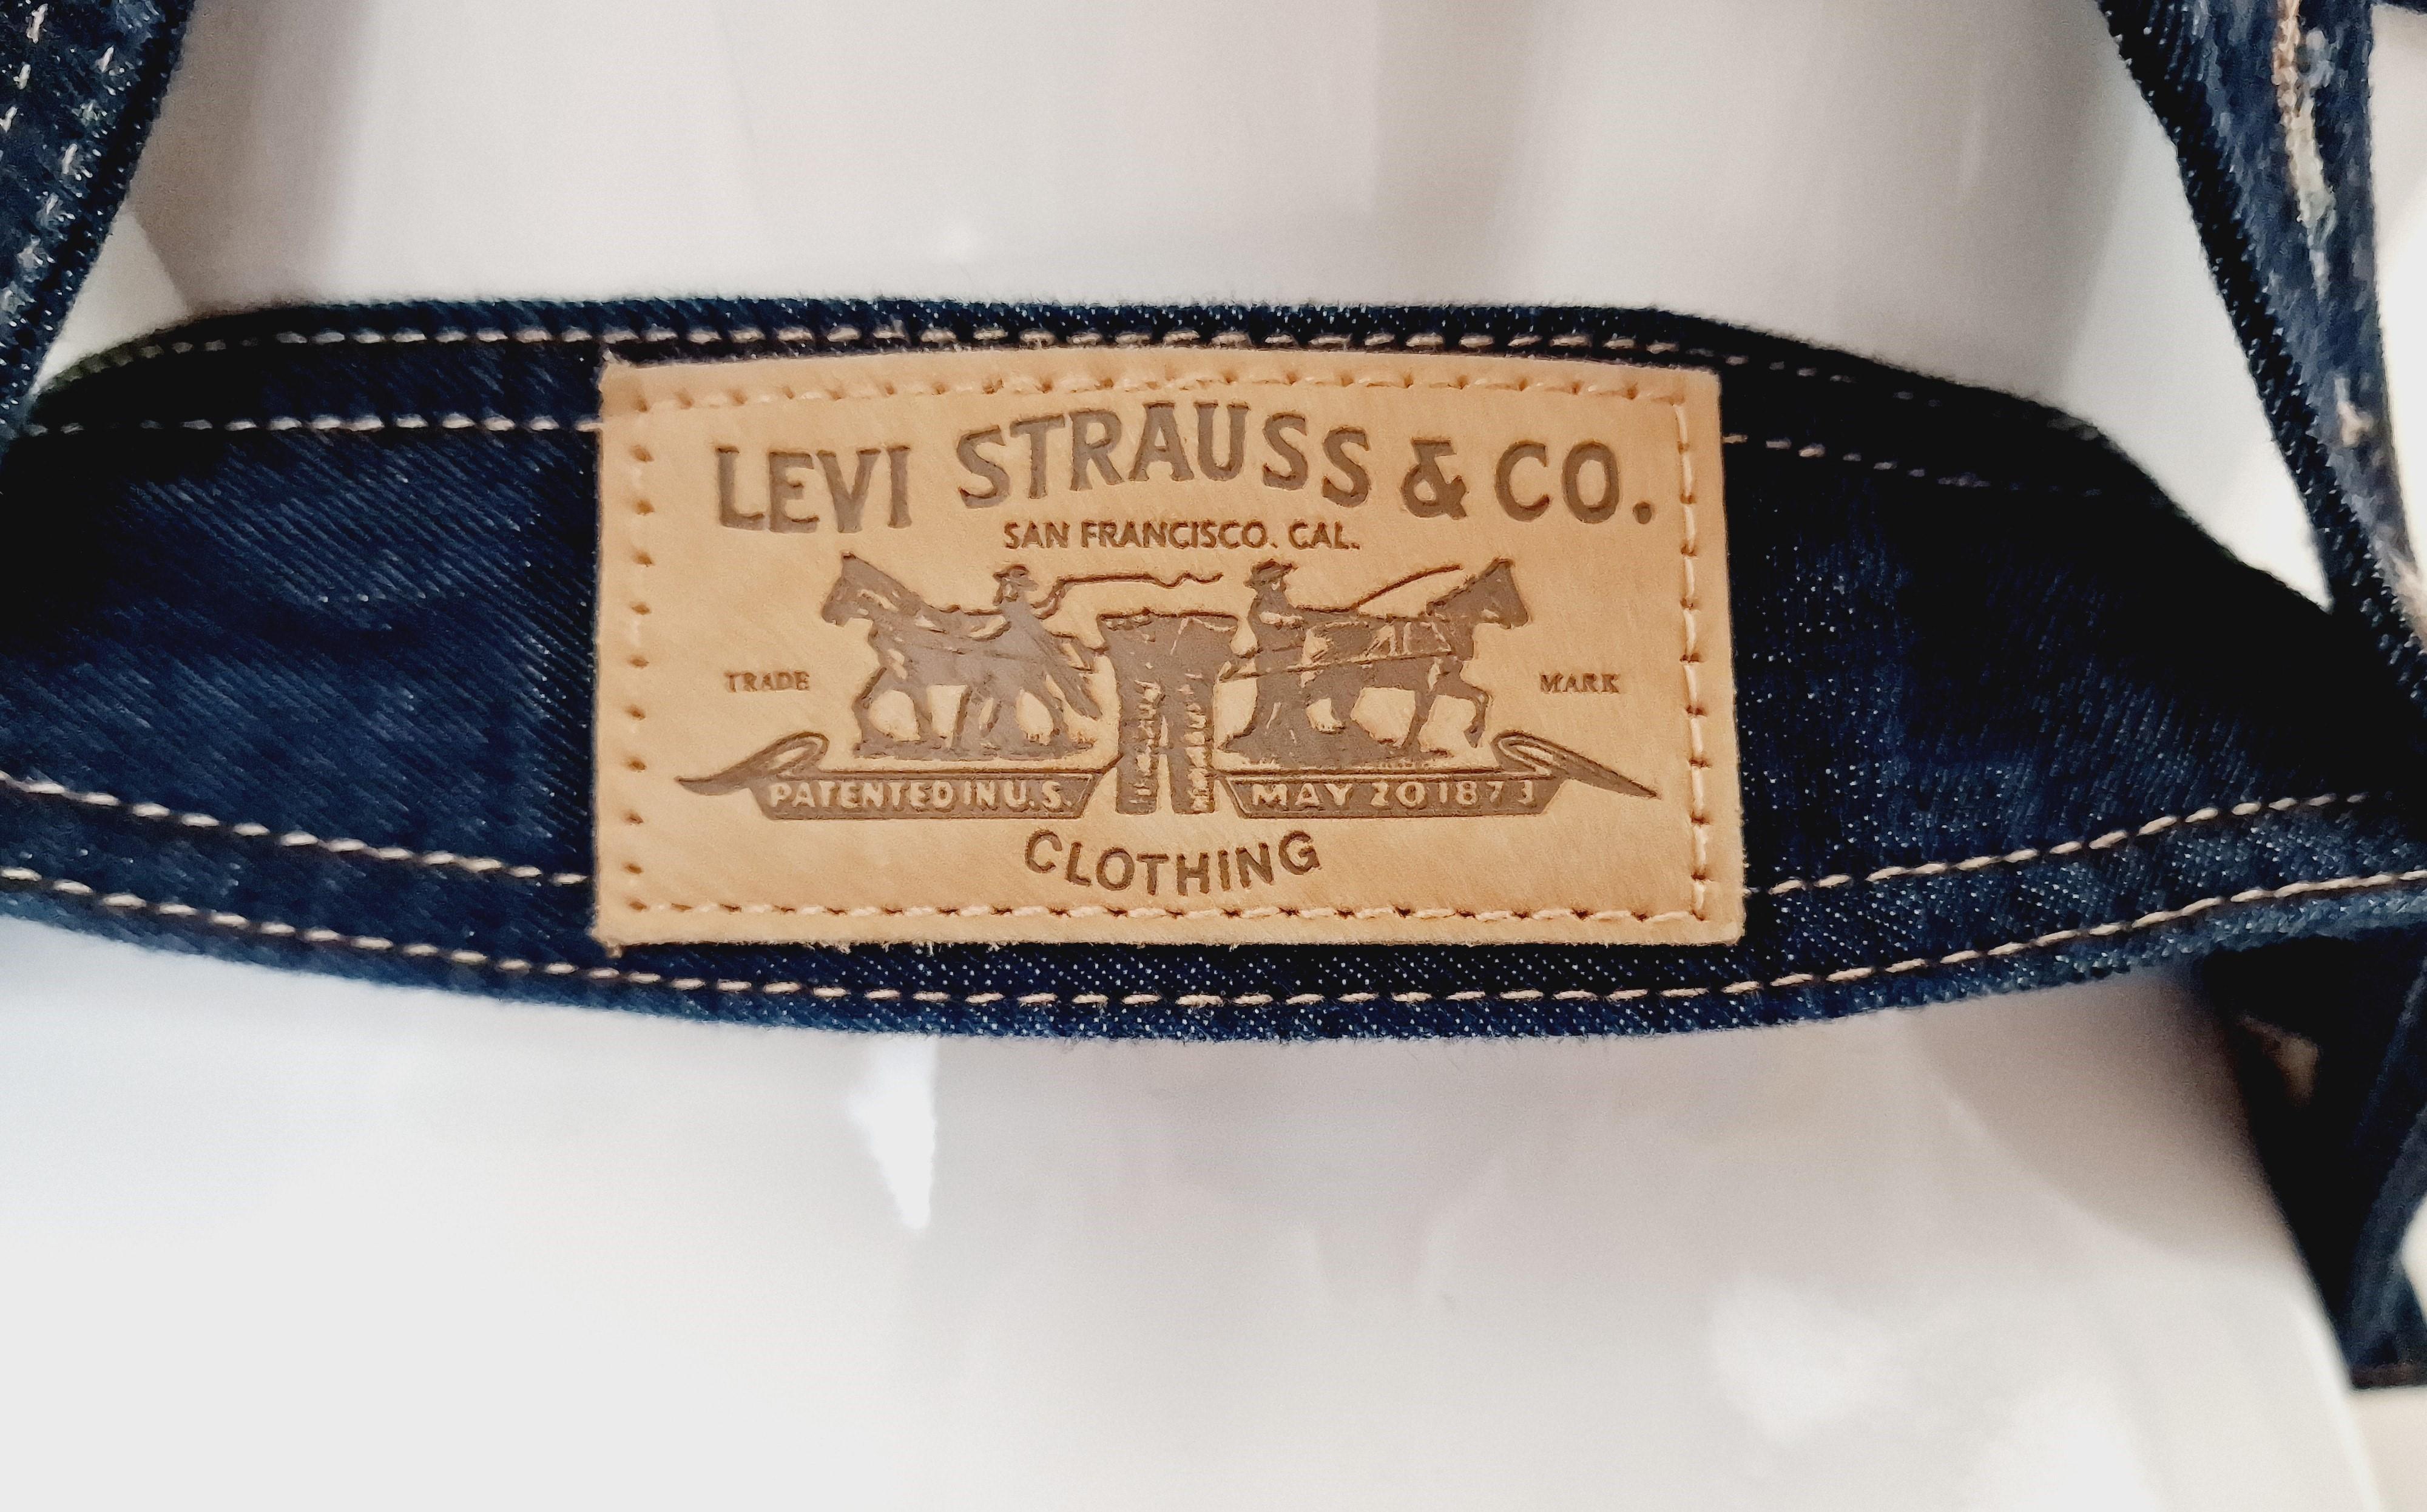 LEVI STRAUSS & CO.
SAN FRANCISCO. CAL.
TRADE MARK
PATENTED IN U.S. MAY 20 1873
CLOTHING